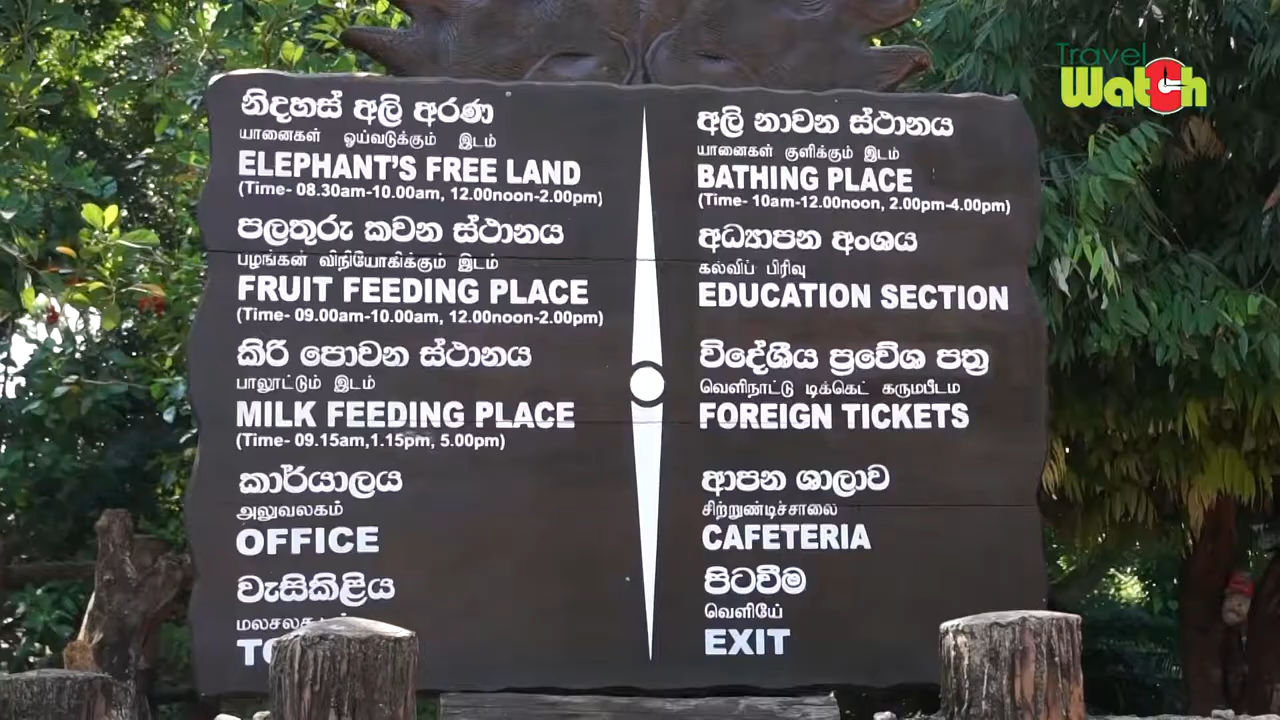 Travel
Watch
නිදහස් අලි අරණ
யானைகள் ஓய்வடுக்கும் இடம்
ELEPHANT'S FREE LAND
(Time- 08.30am-10.00am, 12.00noon-2.00pm)
පලතුරු කවන ස්ථානය
பழங்கன் விநியோகிக்கும் இடம்
FRUIT FEEDING PLACE
(Time- 09.00am-10.00am, 12.00noon-2.00pm)
කිරි පොවන ස්ථානය
பாலூட்டும் இடம்
MILK FEEDING PLACE
(Time- 09.15am,1.15pm, 5.00pm)
කාර්යාලය
அலுவலகம்
OFFICE
වැසිකිළිය
අලි නාවන ස්ථානය
யானைகள் குளிக்கும் இடம்
BATHING PLACE
(Time- 10am-12.00noon, 2.00pm-4.00pm)
අධ්‍යාපන අංශය
கல்விப் பிரிவு
EDUCATION SECTION
විදේශීය ප්‍රවේශ පත්‍ර
வெளிநாட்டு டிக்கெட் கருமபீடம
FOREIGN TICKETS
ආපන ශාලාව
சிற்றுண்டிச்சாலை
CAFETERIA
පිටවීම
வெளியே
EXIT